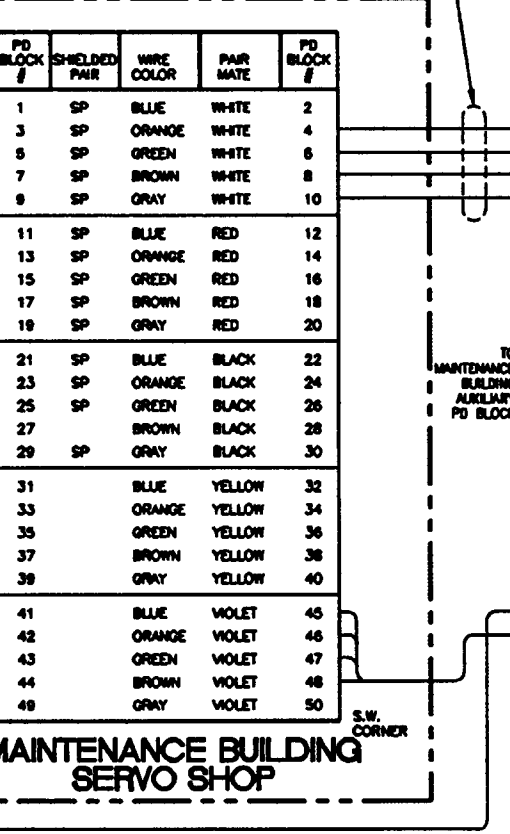 PD BLOCK # SHIELDED PAIR WIRE COLOR PAIR MATE PD BLOCK #
1 SP BLUE WHITE 2
3 SP ORANGE WHITE 4
5 SP GREEN WHITE 6
7 SP BROWN WHITE 8
9 SP GRAY WHITE 10
11 SP BLUE RED 12
13 SP ORANGE RED 14
15 SP GREEN RED 16
17 SP BROWN RED 18
19 SP GRAY RED 20
21 SP BLUE BLACK 22
23 SP ORANGE BLACK 24
25 SP GREEN BLACK 26
27 BROWN BLACK 28
29 SP GRAY BLACK 30
31 BLUE YELLOW 32
33 ORANGE YELLOW 34
35 GREEN YELLOW 36
37 BROWN YELLOW 38
39 GRAY YELLOW 40
41 BLUE VIOLET 45
42 ORANGE VIOLET 46
43 GREEN VIOLET 47
44 BROWN VIOLET 48
49 GRAY VIOLET 50
TO
MAINTENANCE
BUILDING
AUXILIARY
PD BLOCK
S.W.
CORNER
MAINTENANCE BUILDING
SERVO SHOP